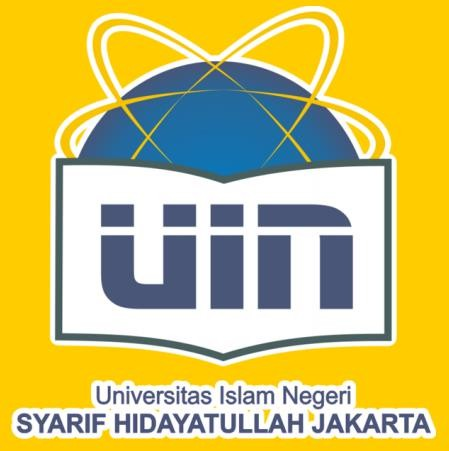 UIN
Universitas Islam Negeri
SYARIF HIDAYATULLAH JAKARTA